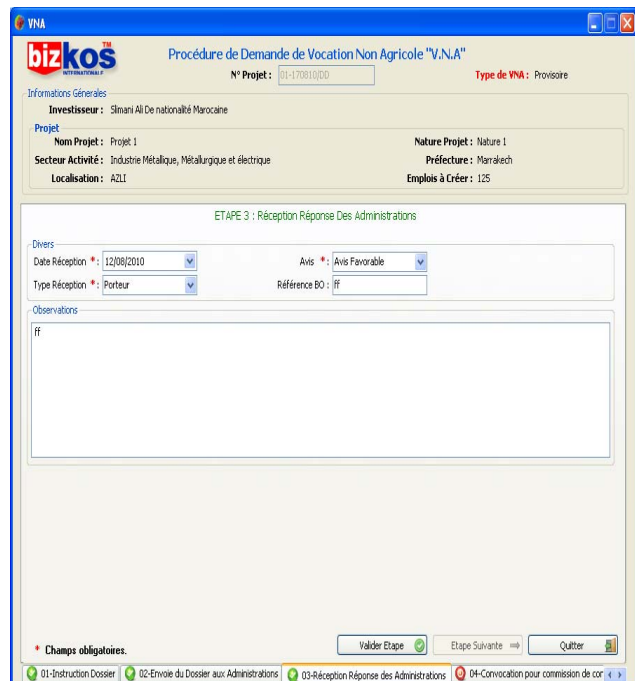 VNA
bizkoš TM
INTERNATIONALE
Procédure de Demande de Vocation Non Agricole "V.N.A"
N° Projet : 01-170810/DD Type de VNA : Provisoire
Informations Génerales
Investisseur : Slimani Ali De nationalité Marocaine
Projet
Nom Projet : Projet 1 Nature Projet : Nature 1
Secteur Activité : Industrie Métallique, Métallurgique et électrique Préfecture : Marrakech
Localisation : AZLI Emplois à Créer : 125
ETAPE 3 : Réception Réponse Des Administrations
Divers
Date Réception * : 12/08/2010 Avis * : Avis Favorable
Type Réception * : Porteur Référence BO : ff
Observations
ff
* Champs obligatoires. Valider Etape Etape Suivante Quitter
01-Instruction Dossier 02-Envoie du Dossier aux Administrations 03-Réception Réponse des Administrations 04-Convocation pour commission de cor